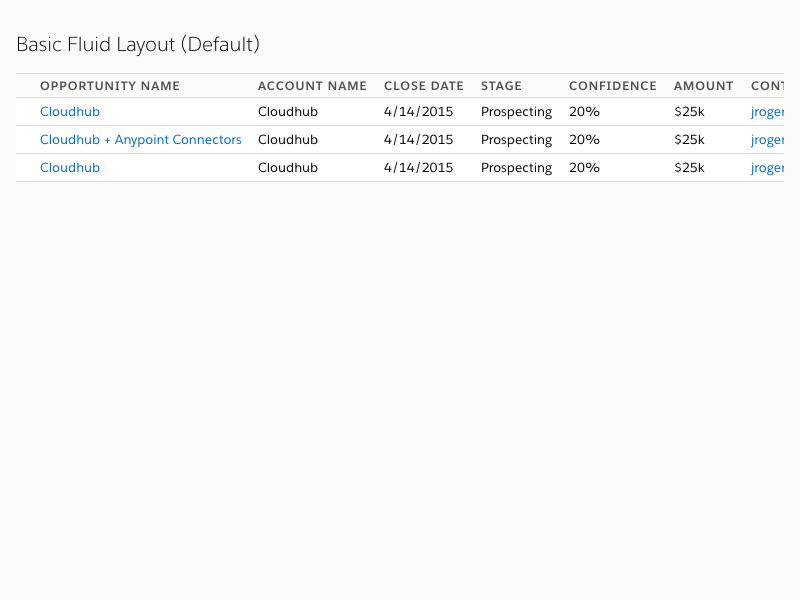 Basic Fluid Layout (Default)
OPPORTUNITY NAME ACCOUNT NAME CLOSE DATE STAGE CONFIDENCE AMOUNT CONT
Cloudhub Cloudhub 4/14/2015 Prospecting 20% $25k jroger
Cloudhub + Anypoint Connectors Cloudhub 4/14/2015 Prospecting 20% $25k jroger
Cloudhub Cloudhub 4/14/2015 Prospecting 20% $25k jroger